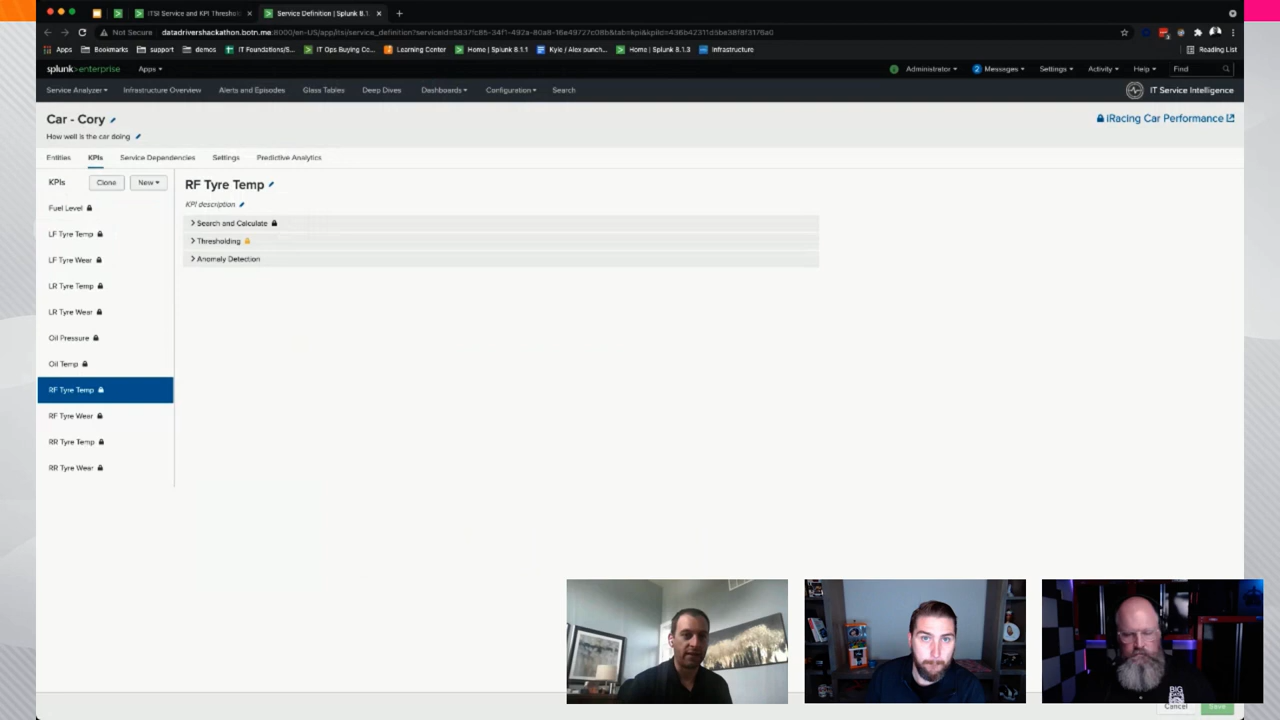 ITSI Service and KPI Threshol
Service Definition | Splunk 8.1
Not Secure
Apps
Bookmarks
support
demos
IT Foundations/S...
IT Ops Buying Co...
Learning Center
Home | Splunk 8.1.1
Kyle / Alex punch...
Home | Splunk 8.1.3
Infrastructure
Reading List
splunk>enterprise
Apps
i
Administrator
2
Messages
Settings
Activity
Help
Find
Service Analyzer
Infrastructure Overview
Alerts and Episodes
Glass Tables
Deep Dives
Dashboards
Configuration
Search
IT Service Intelligence
Car - Cory
iRacing Car Performance
How well is the car doing
Entities
KPIs
Service Dependencies
Settings
Predictive Analytics
KPIs
Clone
New
RF Tyre Temp
KPI description
Search and Calculate
Thresholding
Anomaly Detection
Fuel Level
LF Tyre Temp
LF Tyre Wear
LR Tyre Temp
LR Tyre Wear
Oil Pressure
Oil Temp
RF Tyre Temp
RF Tyre Wear
RR Tyre Temp
RR Tyre Wear
BIG
Cancel
Save